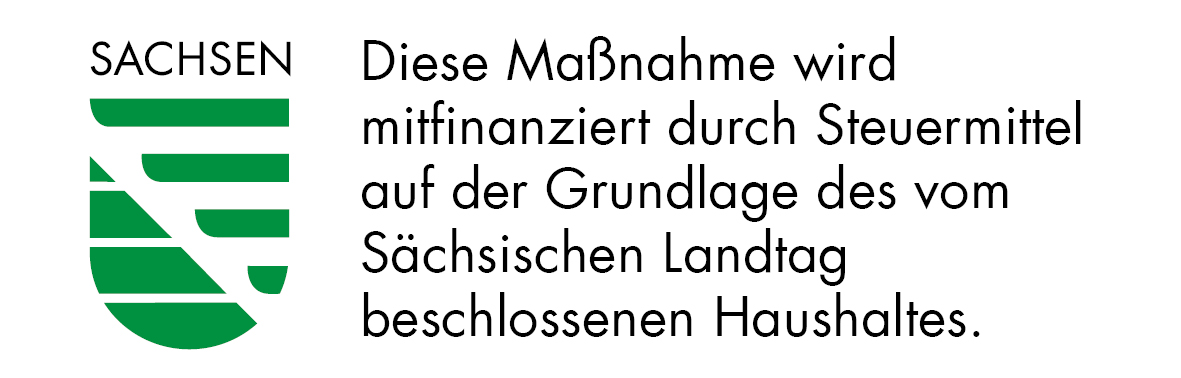 SACHSEN
Diese Maßnahme wird
mitfinanziert durch Steuermittel
auf der Grundlage des vom
Sächsischen Landtag
beschlossenen Haushaltes.